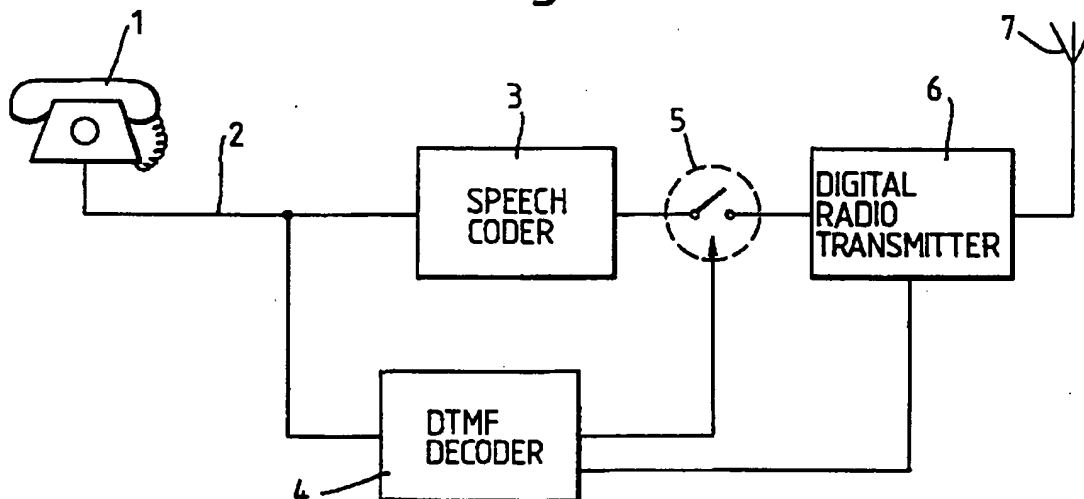 1
2
3
5
6
7
SPEECH
CODER
DIGITAL
RADIO
TRANSMITTER
DTMF
DECODER
4